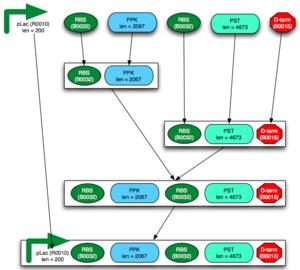 pLac (R0010)
len = 200
RBS
(B0032)
PPK
len = 2067
RBS
(B0032)
PST
len = 4673
D-term
(B0015)
RBS
(B0032)
PPK
len = 2067
RBS
(B0032)
PST
len = 4673
D-term
(B0015)
RBS
(B0032)
PPK
len = 2067
RBS
(B0032)
PST
len = 4673
D-term
(B0015)
pLac (R0010)
len = 200
RBS
(B0032)
PPK
len = 2067
RBS
(B0032)
PST
len = 4673
D-term
(B0015)